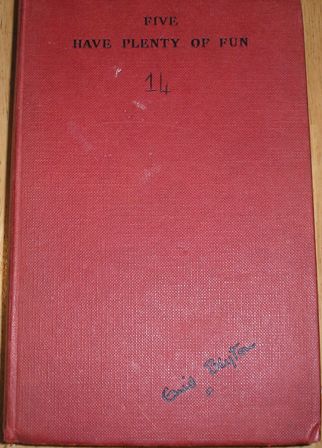 FIVE
HAVE PLENTY OF FUN
14
Enid Blyton